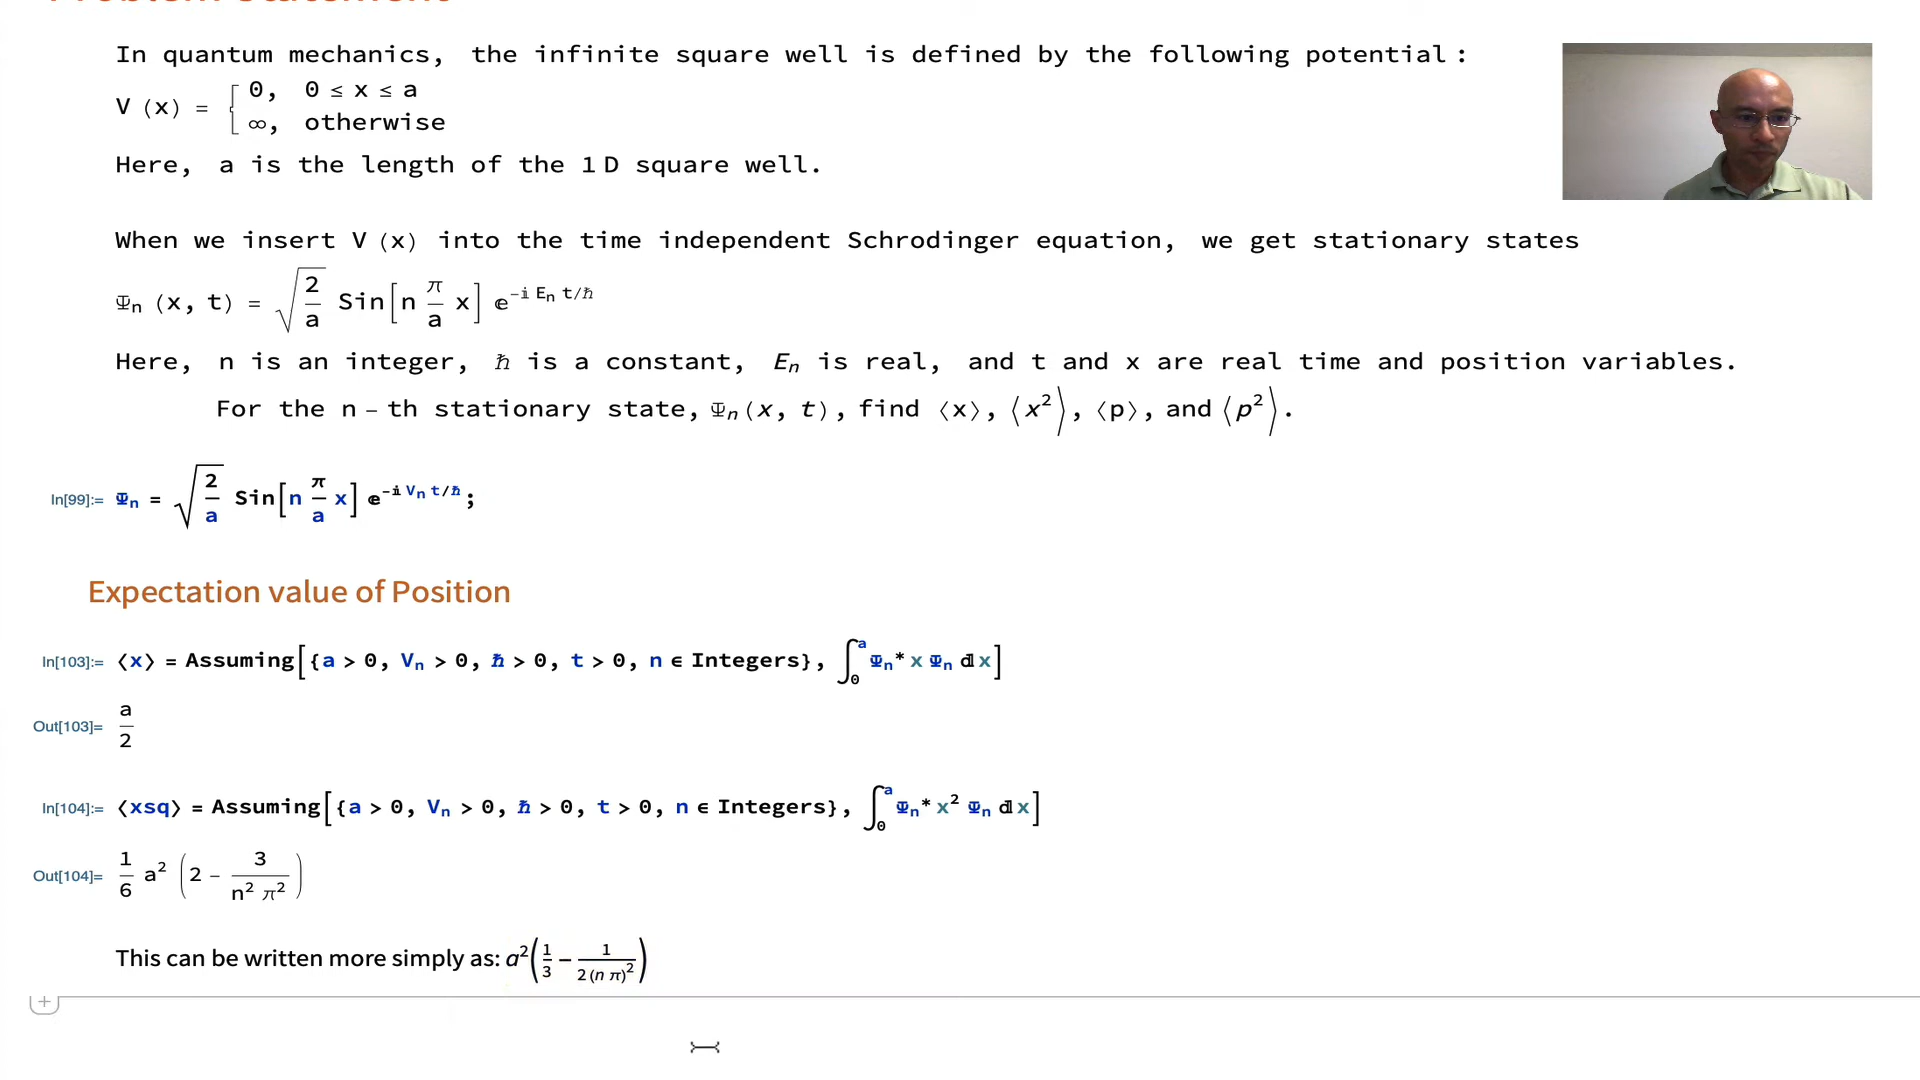 Problem Statement
In quantum mechanics, the infinite square well is defined by the following potential :
V (x) = { 0, 0 ≤ x ≤ a
∞, otherwise
Here, a is the length of the 1 D square well.
When we insert V (x) into the time independent Schrodinger equation, we get stationary states
Ψₙ (x, t) = √(2/a) Sin[n π/a x] ⅇ^(-ⅈ Eₙ t/ℏ)
Here, n is an integer, ℏ is a constant, Eₙ is real, and t and x are real time and position variables.
For the n – th stationary state, Ψₙ(x, t), find ⟨x⟩, ⟨x²⟩, ⟨p⟩, and ⟨p²⟩.
In[99]:= Ψₙ = √(2/a) Sin[n π/a x] ⅇ^(-ⅈ Vₙ t/ℏ);
Expectation value of Position
In[103]:= ⟨x⟩ = Assuming[{a > 0, Vₙ > 0, ℏ > 0, t > 0, n ∈ Integers}, ∫₀ᵃ Ψₙ* x Ψₙ ⅆx]
Out[103]= a/2
In[104]:= ⟨xsq⟩ = Assuming[{a > 0, Vₙ > 0, ℏ > 0, t > 0, n ∈ Integers}, ∫₀ᵃ Ψₙ* x² Ψₙ ⅆx]
Out[104]= 1/6 a² (2 - 3/(n² π²))
This can be written more simply as: a²(1/3 − 1/(2 (n π)²))